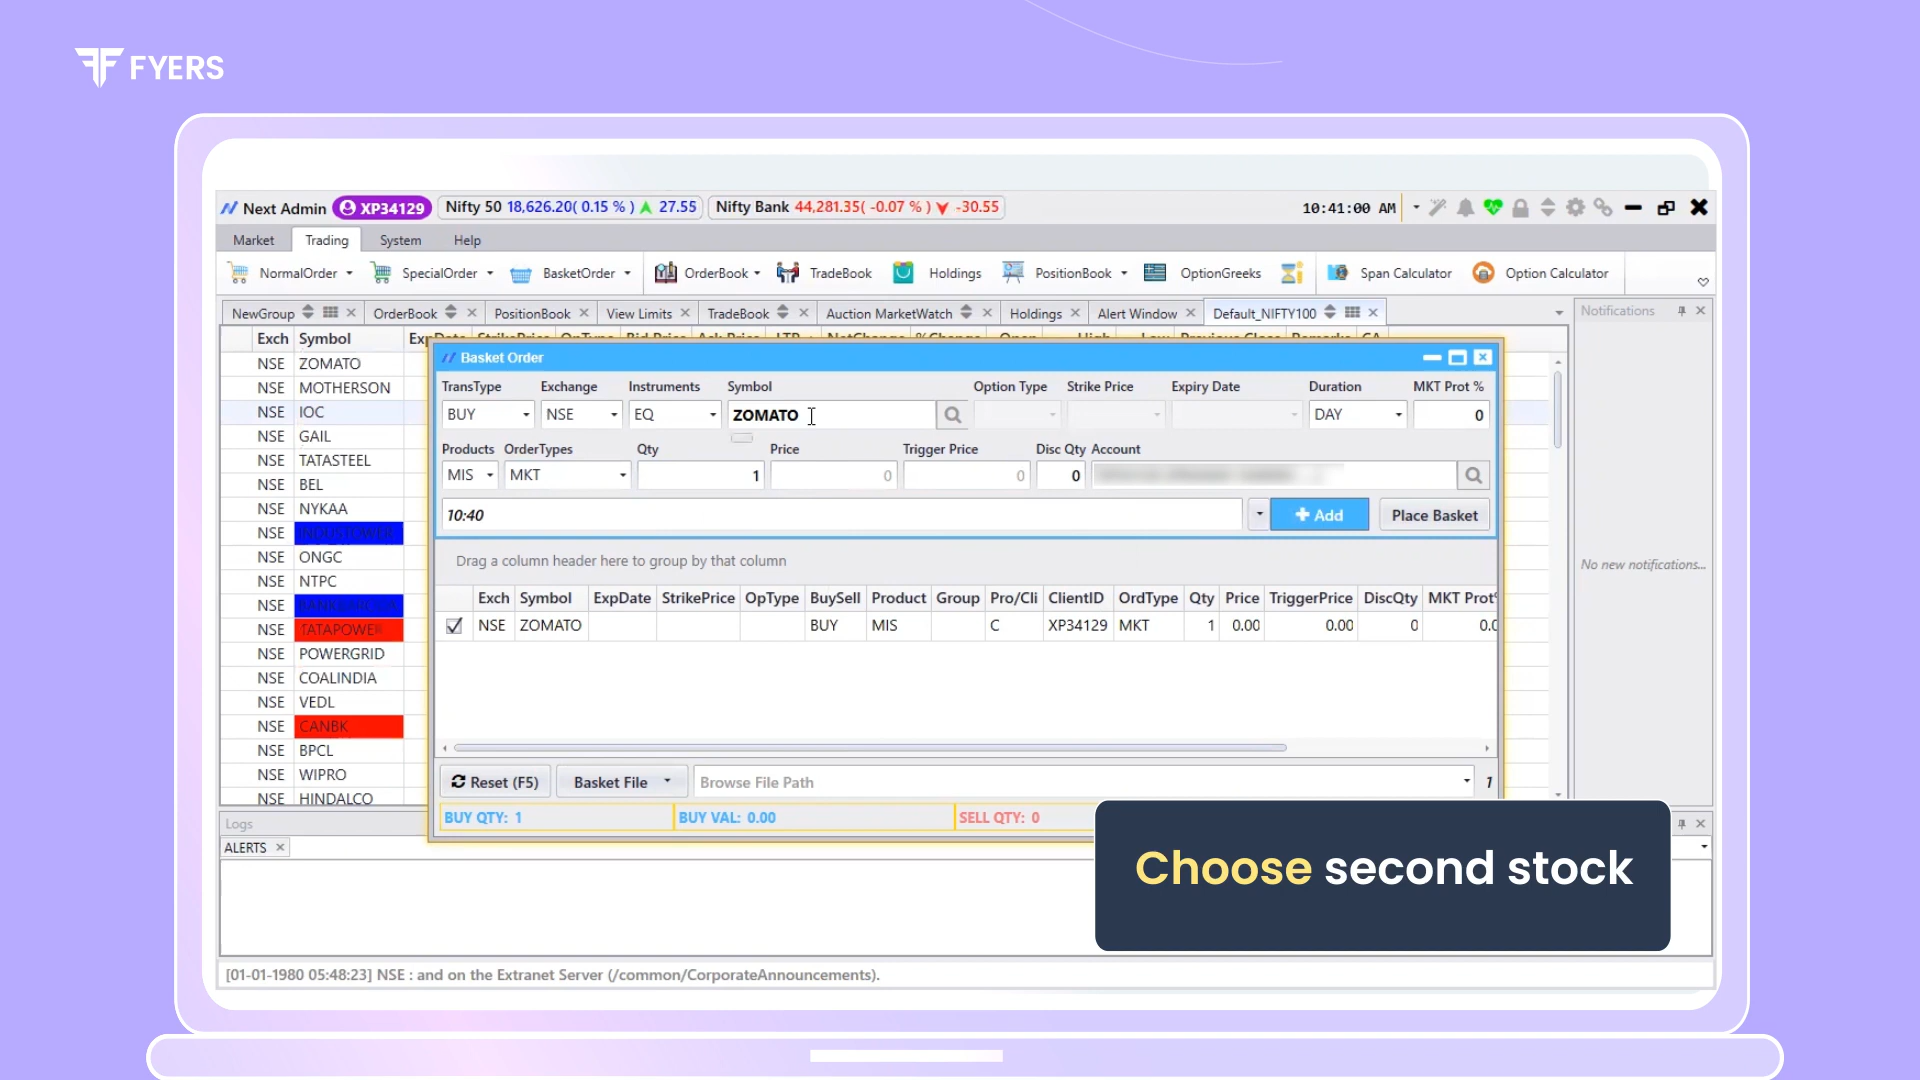 FYERS
Next Admin XP34129 Nifty 50 18,626.20( 0.15 % ) 27.55 Nifty Bank 44,281.35( -0.07 % ) -30.55 10:41:00 AM
Market Trading System Help
NormalOrder SpecialOrder BasketOrder OrderBook TradeBook Holdings PositionBook OptionGreeks Span Calculator Option Calculator
NewGroup OrderBook PositionBook View Limits TradeBook Auction MarketWatch Holdings Alert Window Default_NIFTY100 Notifications
Exch Symbol
NSE ZOMATO
NSE MOTHERSON
NSE IOC
NSE GAIL
NSE TATASTEEL
NSE BEL
NSE NYKAA
NSE INDUSTOWER
NSE ONGC
NSE NTPC
NSE
NSE TATAPOWER
NSE POWERGRID
NSE COALINDIA
NSE VEDL
NSE CANBK
NSE BPCL
NSE WIPRO
NSE HINDALCO
Basket Order
TransType Exchange Instruments Symbol Option Type Strike Price Expiry Date Duration MKT Prot %
BUY NSE EQ ZOMATO DAY 0
Products OrderTypes Qty Price Trigger Price Disc Qty Account
MIS MKT 1 0 0 0
10:40 Add Place Basket
Drag a column header here to group by that column
Exch Symbol ExpDate StrikePrice OpType BuySell Product Group Pro/Cli ClientID OrdType Qty Price TriggerPrice DiscQty MKT Prot%
NSE ZOMATO BUY MIS C XP34129 MKT 1 0.00 0.00 0 0.0
Reset (F5) Basket File Browse File Path 1
BUY QTY: 1 BUY VAL: 0.00 SELL QTY: 0
No new notifications...
Logs
ALERTS
Choose second stock
[01-01-1980 05:48:23] NSE : and on the Extranet Server (/common/CorporateAnnouncements).